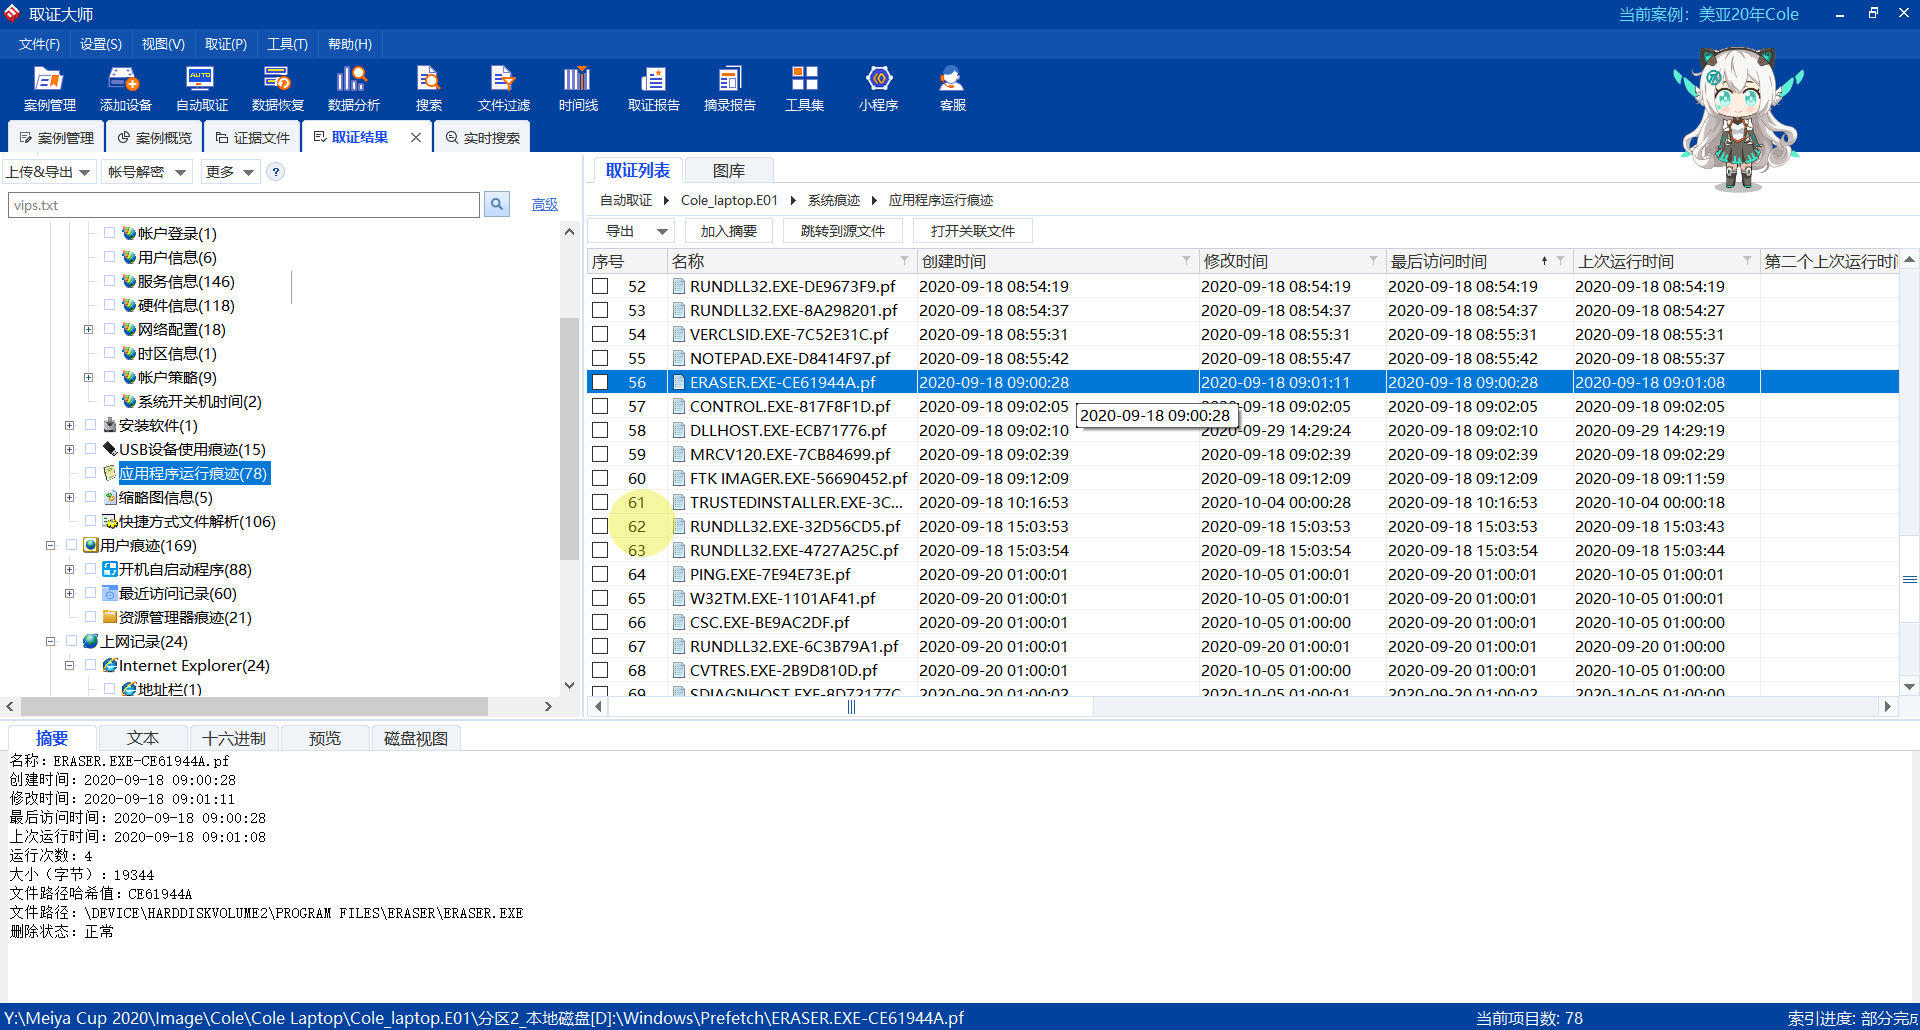 取证大师
当前案例: 美亚20年Cole
文件(F) 设置(S) 视图(V) 取证(P) 工具(T) 帮助(H)
案例管理 添加设备 自动取证 数据恢复 数据分析 搜索 文件过滤 时间线 取证报告 摘录报告 工具集 小程序 客服
案例管理 案例概览 证据文件 取证结果 实时搜索
上传&导出 帐号解密 更多 ?
vips.txt 高级
帐户登录(1)
用户信息(6)
服务信息(146)
硬件信息(118)
网络配置(18)
时区信息(1)
帐户策略(9)
系统开关机时间(2)
安装软件(1)
USB设备使用痕迹(15)
应用程序运行痕迹(78)
缩略图信息(5)
快捷方式文件解析(106)
用户痕迹(169)
开机自启动程序(88)
最近访问记录(60)
资源管理器痕迹(21)
上网记录(24)
Internet Explorer(24)
地址栏(1)
取证列表 图库
自动取证 Cole_laptop.E01 系统痕迹 应用程序运行痕迹
导出 加入摘要 跳转到源文件 打开关联文件
序号 名称 创建时间 修改时间 最后访问时间 上次运行时间 第二个上次运行时间
52 RUNDLL32.EXE-DE9673F9.pf 2020-09-18 08:54:19 2020-09-18 08:54:19 2020-09-18 08:54:19 2020-09-18 08:54:19
53 RUNDLL32.EXE-8A298201.pf 2020-09-18 08:54:37 2020-09-18 08:54:37 2020-09-18 08:54:37 2020-09-18 08:54:27
54 VERCLSID.EXE-7C52E31C.pf 2020-09-18 08:55:31 2020-09-18 08:55:31 2020-09-18 08:55:31 2020-09-18 08:55:31
55 NOTEPAD.EXE-D8414F97.pf 2020-09-18 08:55:42 2020-09-18 08:55:47 2020-09-18 08:55:42 2020-09-18 08:55:37
56 ERASER.EXE-CE61944A.pf 2020-09-18 09:00:28 2020-09-18 09:01:11 2020-09-18 09:00:28 2020-09-18 09:01:08
57 CONTROL.EXE-817F8F1D.pf 2020-09-18 09:02:05 2020-09-18 09:02:05 2020-09-18 09:02:05 2020-09-18 09:02:05
2020-09-18 09:00:28
58 DLLHOST.EXE-ECB71776.pf 2020-09-18 09:02:10 2020-09-29 14:29:24 2020-09-18 09:02:10 2020-09-29 14:29:19
59 MRCV120.EXE-7CB84699.pf 2020-09-18 09:02:39 2020-09-18 09:02:39 2020-09-18 09:02:39 2020-09-18 09:02:29
60 FTK IMAGER.EXE-56690452.pf 2020-09-18 09:12:09 2020-09-18 09:12:09 2020-09-18 09:12:09 2020-09-18 09:11:59
61 TRUSTEDINSTALLER.EXE-3C... 2020-09-18 10:16:53 2020-10-04 00:00:28 2020-09-18 10:16:53 2020-10-04 00:00:18
62 RUNDLL32.EXE-32D56CD5.pf 2020-09-18 15:03:53 2020-09-18 15:03:53 2020-09-18 15:03:53 2020-09-18 15:03:43
63 RUNDLL32.EXE-4727A25C.pf 2020-09-18 15:03:54 2020-09-18 15:03:54 2020-09-18 15:03:54 2020-09-18 15:03:44
64 PING.EXE-7E94E73E.pf 2020-09-20 01:00:01 2020-10-05 01:00:01 2020-09-20 01:00:01 2020-10-05 01:00:01
65 W32TM.EXE-1101AF41.pf 2020-09-20 01:00:01 2020-10-05 01:00:01 2020-09-20 01:00:01 2020-10-05 01:00:01
66 CSC.EXE-BE9AC2DF.pf 2020-09-20 01:00:01 2020-10-05 01:00:00 2020-09-20 01:00:01 2020-10-05 01:00:00
67 RUNDLL32.EXE-6C3B79A1.pf 2020-09-20 01:00:01 2020-09-20 01:00:01 2020-09-20 01:00:01 2020-09-20 01:00:00
68 CVTRES.EXE-2B9D810D.pf 2020-09-20 01:00:01 2020-10-05 01:00:00 2020-09-20 01:00:01 2020-10-05 01:00:00
69 SDIAGNHOST.EXE-8D72177C 2020-09-20 01:00:02 2020-10-05 01:00:01 2020-09-20 01:00:02 2020-10-05 01:00:00
摘要 文本 十六进制 预览 磁盘视图
名称: ERASER.EXE-CE61944A.pf
创建时间: 2020-09-18 09:00:28
修改时间: 2020-09-18 09:01:11
最后访问时间: 2020-09-18 09:00:28
上次运行时间: 2020-09-18 09:01:08
运行次数: 4
大小（字节）: 19344
文件路径哈希值: CE61944A
文件路径: \DEVICE\HARDDISKVOLUME2\PROGRAM FILES\ERASER\ERASER.EXE
删除状态: 正常
Y:\Meiya Cup 2020\Image\Cole\Cole Laptop\Cole_laptop.E01\分区2_本地磁盘[D]:\Windows\Prefetch\ERASER.EXE-CE61944A.pf 当前项目数: 78 索引进度: 部分完成